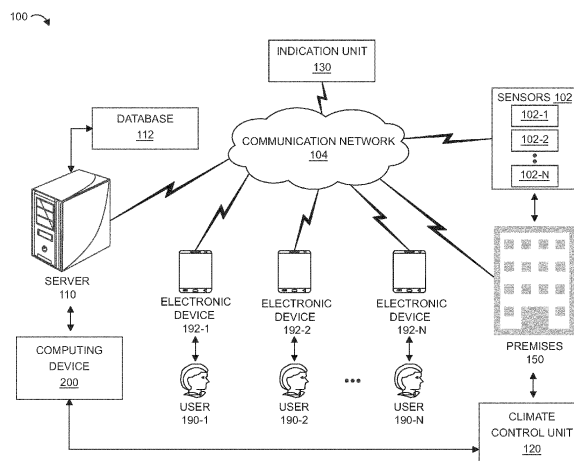 100
INDICATION UNIT
130
SENSORS 102
102-1
102-2
102-N
DATABASE
112
COMMUNICATION NETWORK
104
SERVER
110
ELECTRONIC
DEVICE
192-1
ELECTRONIC
DEVICE
192-2
ELECTRONIC
DEVICE
192-N
PREMISES
150
COMPUTING
DEVICE
200
USER
190-1
USER
190-2
USER
190-N
CLIMATE
CONTROL UNIT
120